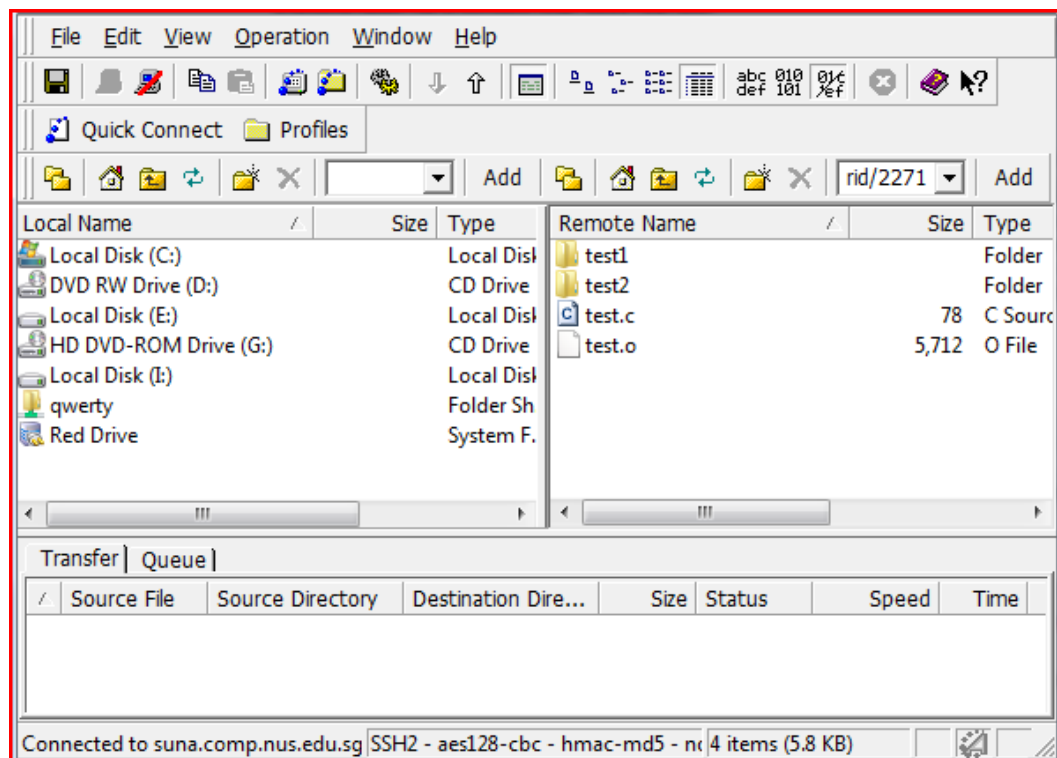 File Edit View Operation Window Help
abc 010 
def 101
Quick Connect Profiles
Add rid/2271 Add
Local Name Size Type Remote Name Size Type
Local Disk (C:) Local Disk test1 Folder
DVD RW Drive (D:) CD Drive test2 Folder
Local Disk (E:) Local Disk test.c 78 C Sourc
HD DVD-ROM Drive (G:) CD Drive test.o 5,712 O File
Local Disk (I:) Local Disk
qwerty Folder Sh
Red Drive System F.
Transfer Queue
Source File Source Directory Destination Dire... Size Status Speed Time
Connected to suna.comp.nus.edu.sg SSH2 - aes128-cbc - hmac-md5 - 4 items (5.8 KB)